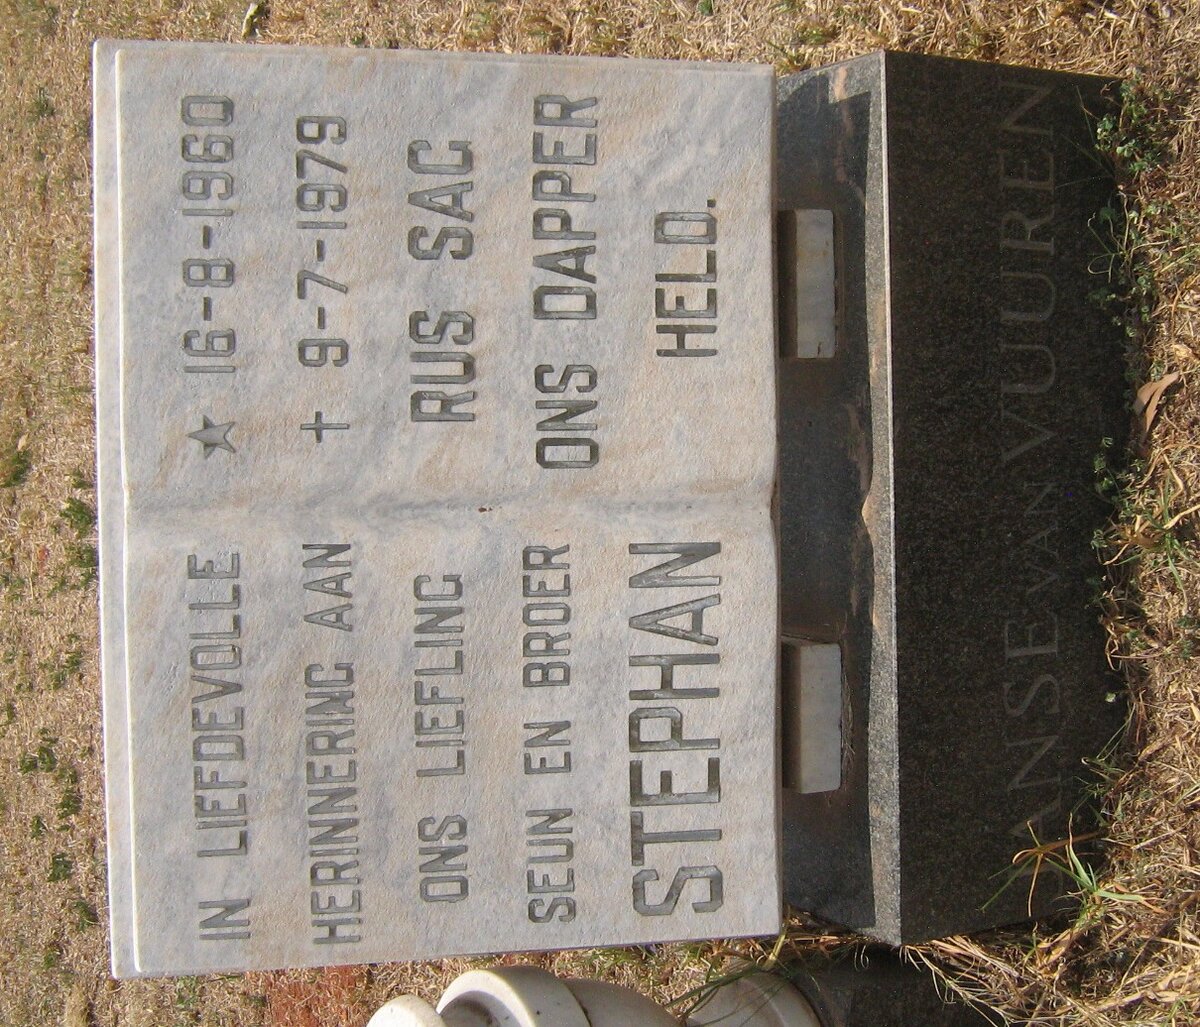 IN LIEFDEVOLLE
HERINNERING AAN
ONS LIEFLING
SEUN EN BROER
STEPHAN
★ 16-8-1960
† 9-7-1979
RUS SAG
ONS DAPPER
HELD.
JANSE VAN VUUREN